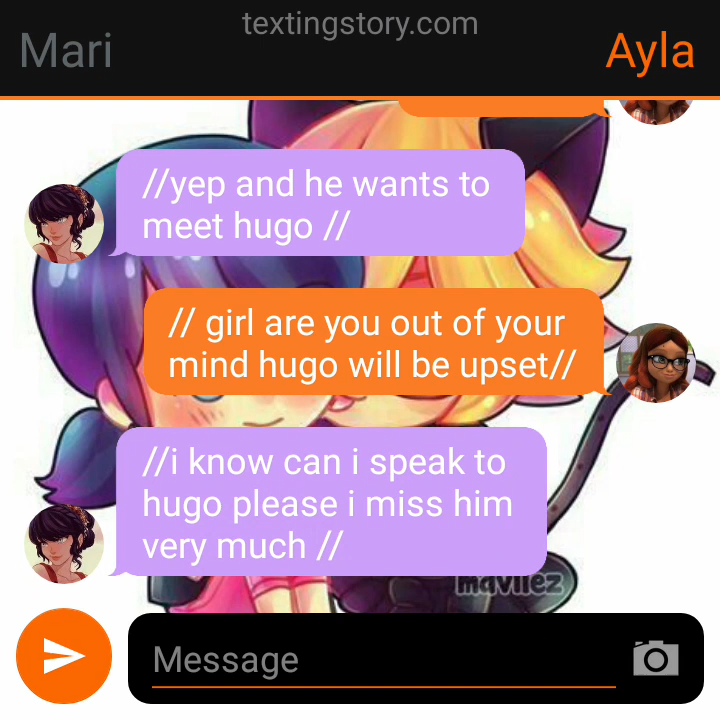 textingstory.com
Mari
Ayla
//yep and he wants to
meet hugo //
// girl are you out of your
mind hugo will be upset//
//i know can i speak to
hugo please i miss him
very much //
mavilez
Message